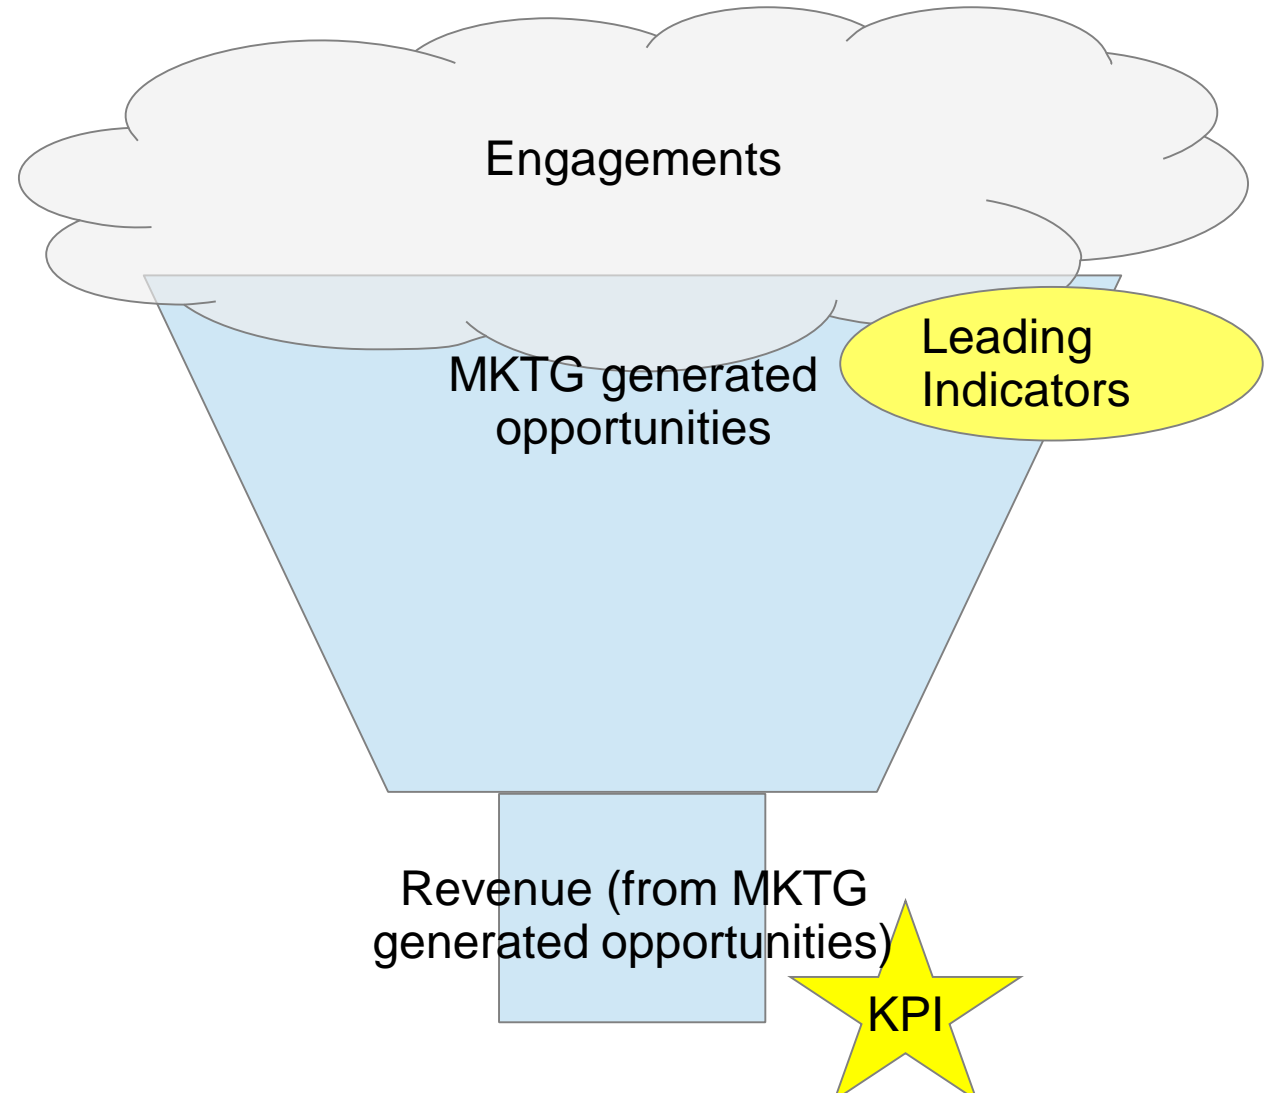 Engagements
MKTG generated
opportunities
Leading
Indicators
Revenue (from MKTG
generated opportunities)
KPI